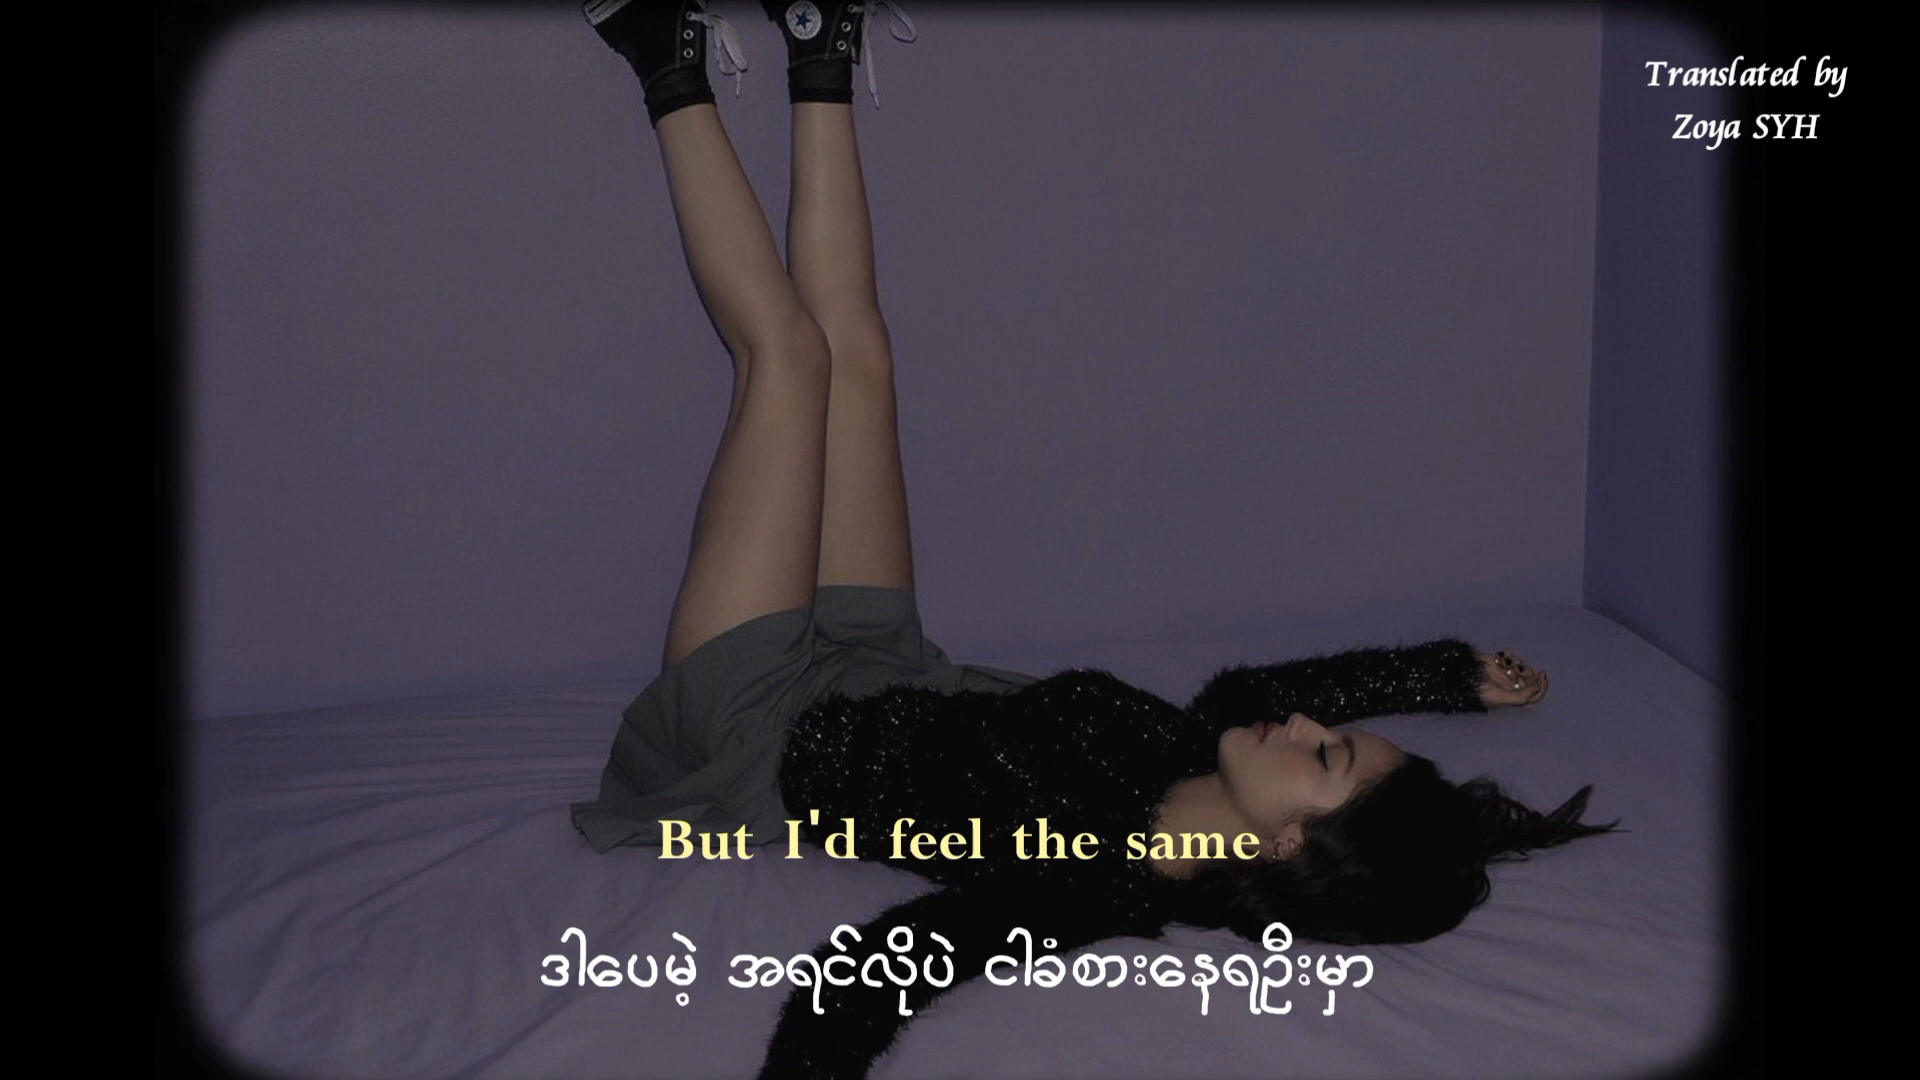 Translated by
Zoya SYH
But I'd feel the same
ဒါပေမဲ့ အရင်လိုပဲ ငါခံစားနေရဦးမှာ